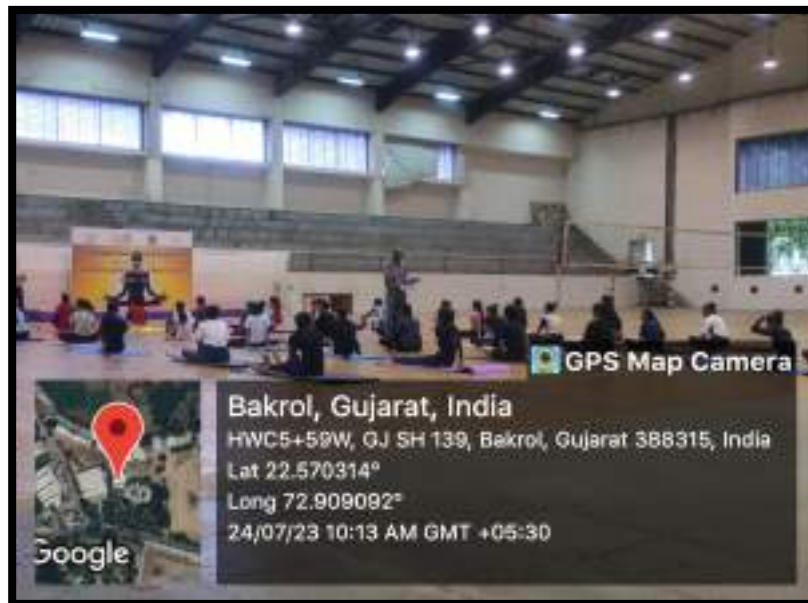 GPS Map Camera
Bakrol, Gujarat, India
HWC5+59W, GJ SH 139, Bakrol, Gujarat 388315, India
Lat 22.570314°
Long 72.909092°
24/07/23 10:13 AM GMT +05:30
Google